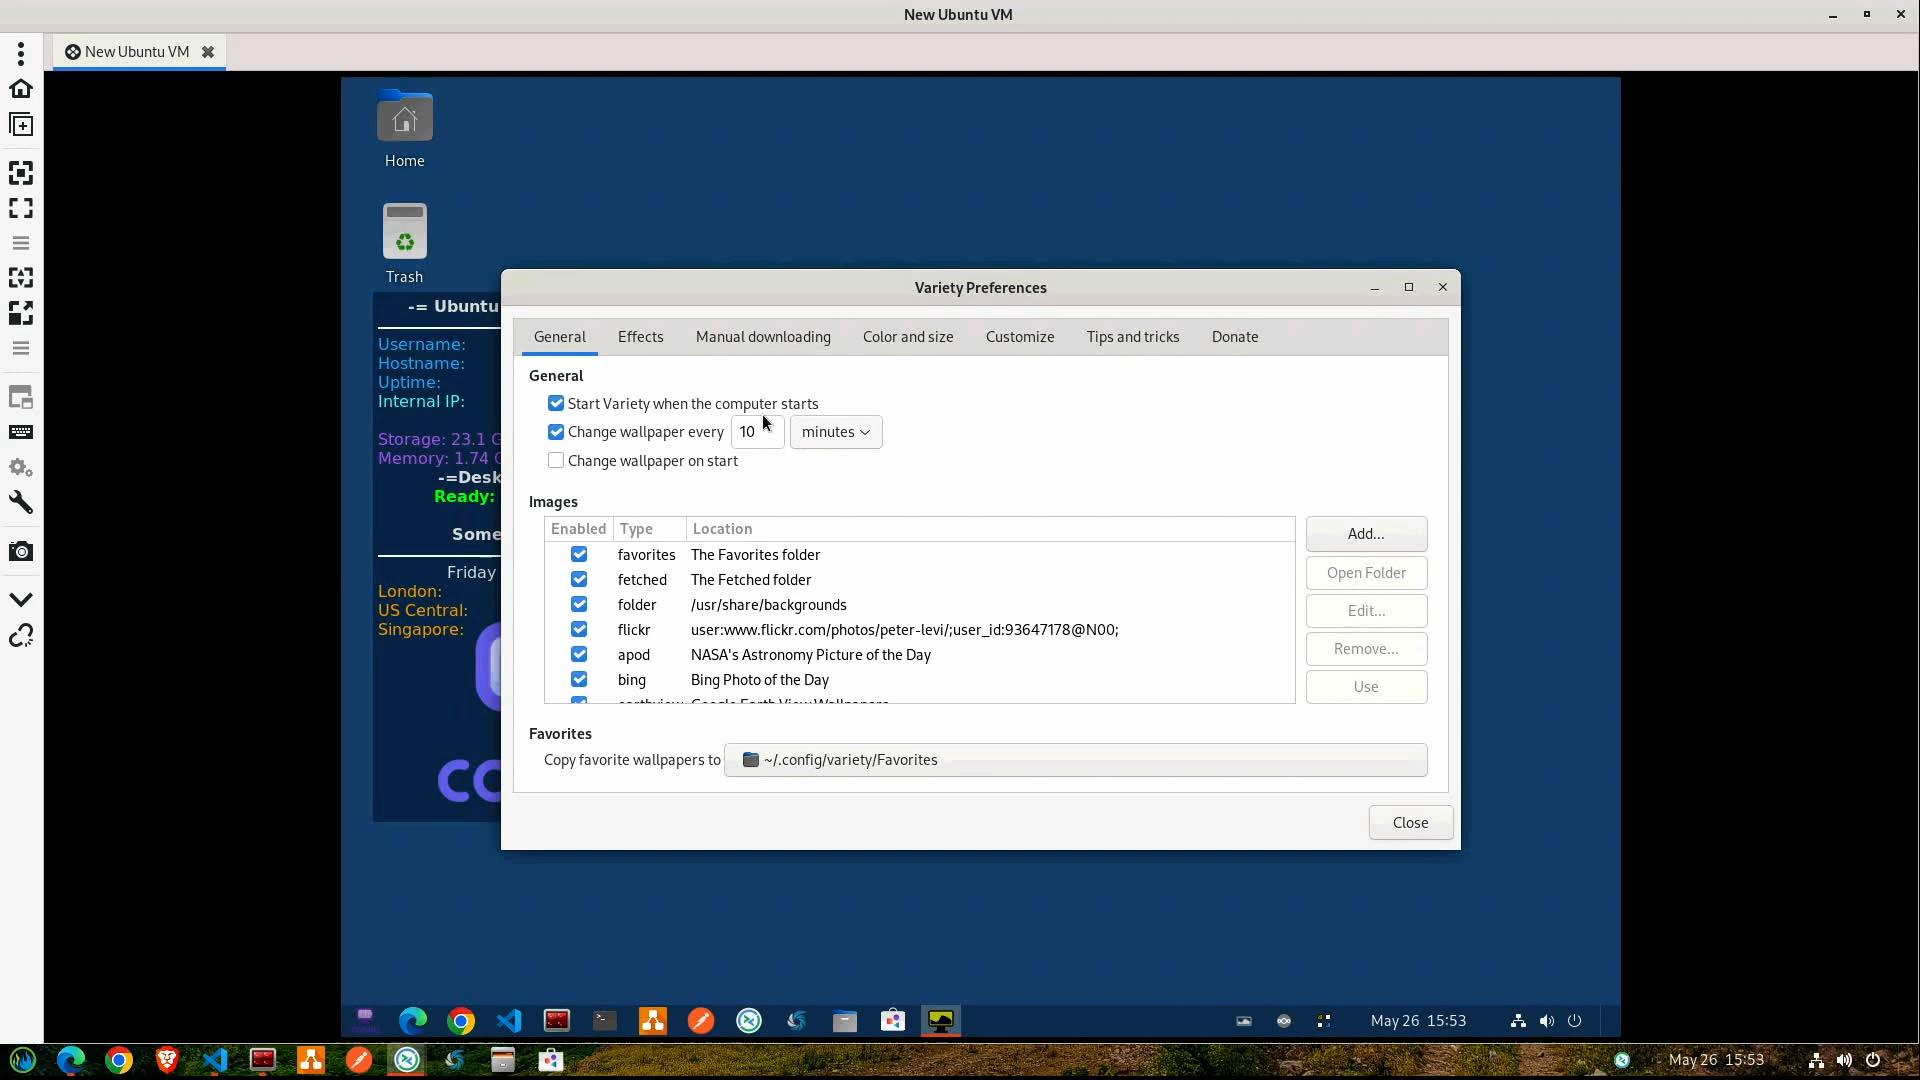 New Ubuntu VM
New Ubuntu VM
Home
Trash
-= Ubuntu
Username:
Hostname:
Uptime:
Internal IP:
Storage: 23.1 G
Memory: 1.74 G
-=Desk
Ready:
Some
Friday
London:
US Central:
Singapore:
CO
Variety Preferences
General Effects Manual downloading Color and size Customize Tips and tricks Donate
General
Start Variety when the computer starts
Change wallpaper every 10 minutes
Change wallpaper on start
Images
Enabled Type Location
favorites The Favorites folder
fetched The Fetched folder
folder /usr/share/backgrounds
flickr user:www.flickr.com/photos/peter-levi/;user_id:93647178@N00;
apod NASA's Astronomy Picture of the Day
bing Bing Photo of the Day
earthview Google Earth View Wallpapers
Add...
Open Folder
Edit...
Remove...
Use
Favorites
Copy favorite wallpapers to ~/.config/variety/Favorites
Close
May 26 15:53
May 26 15:53